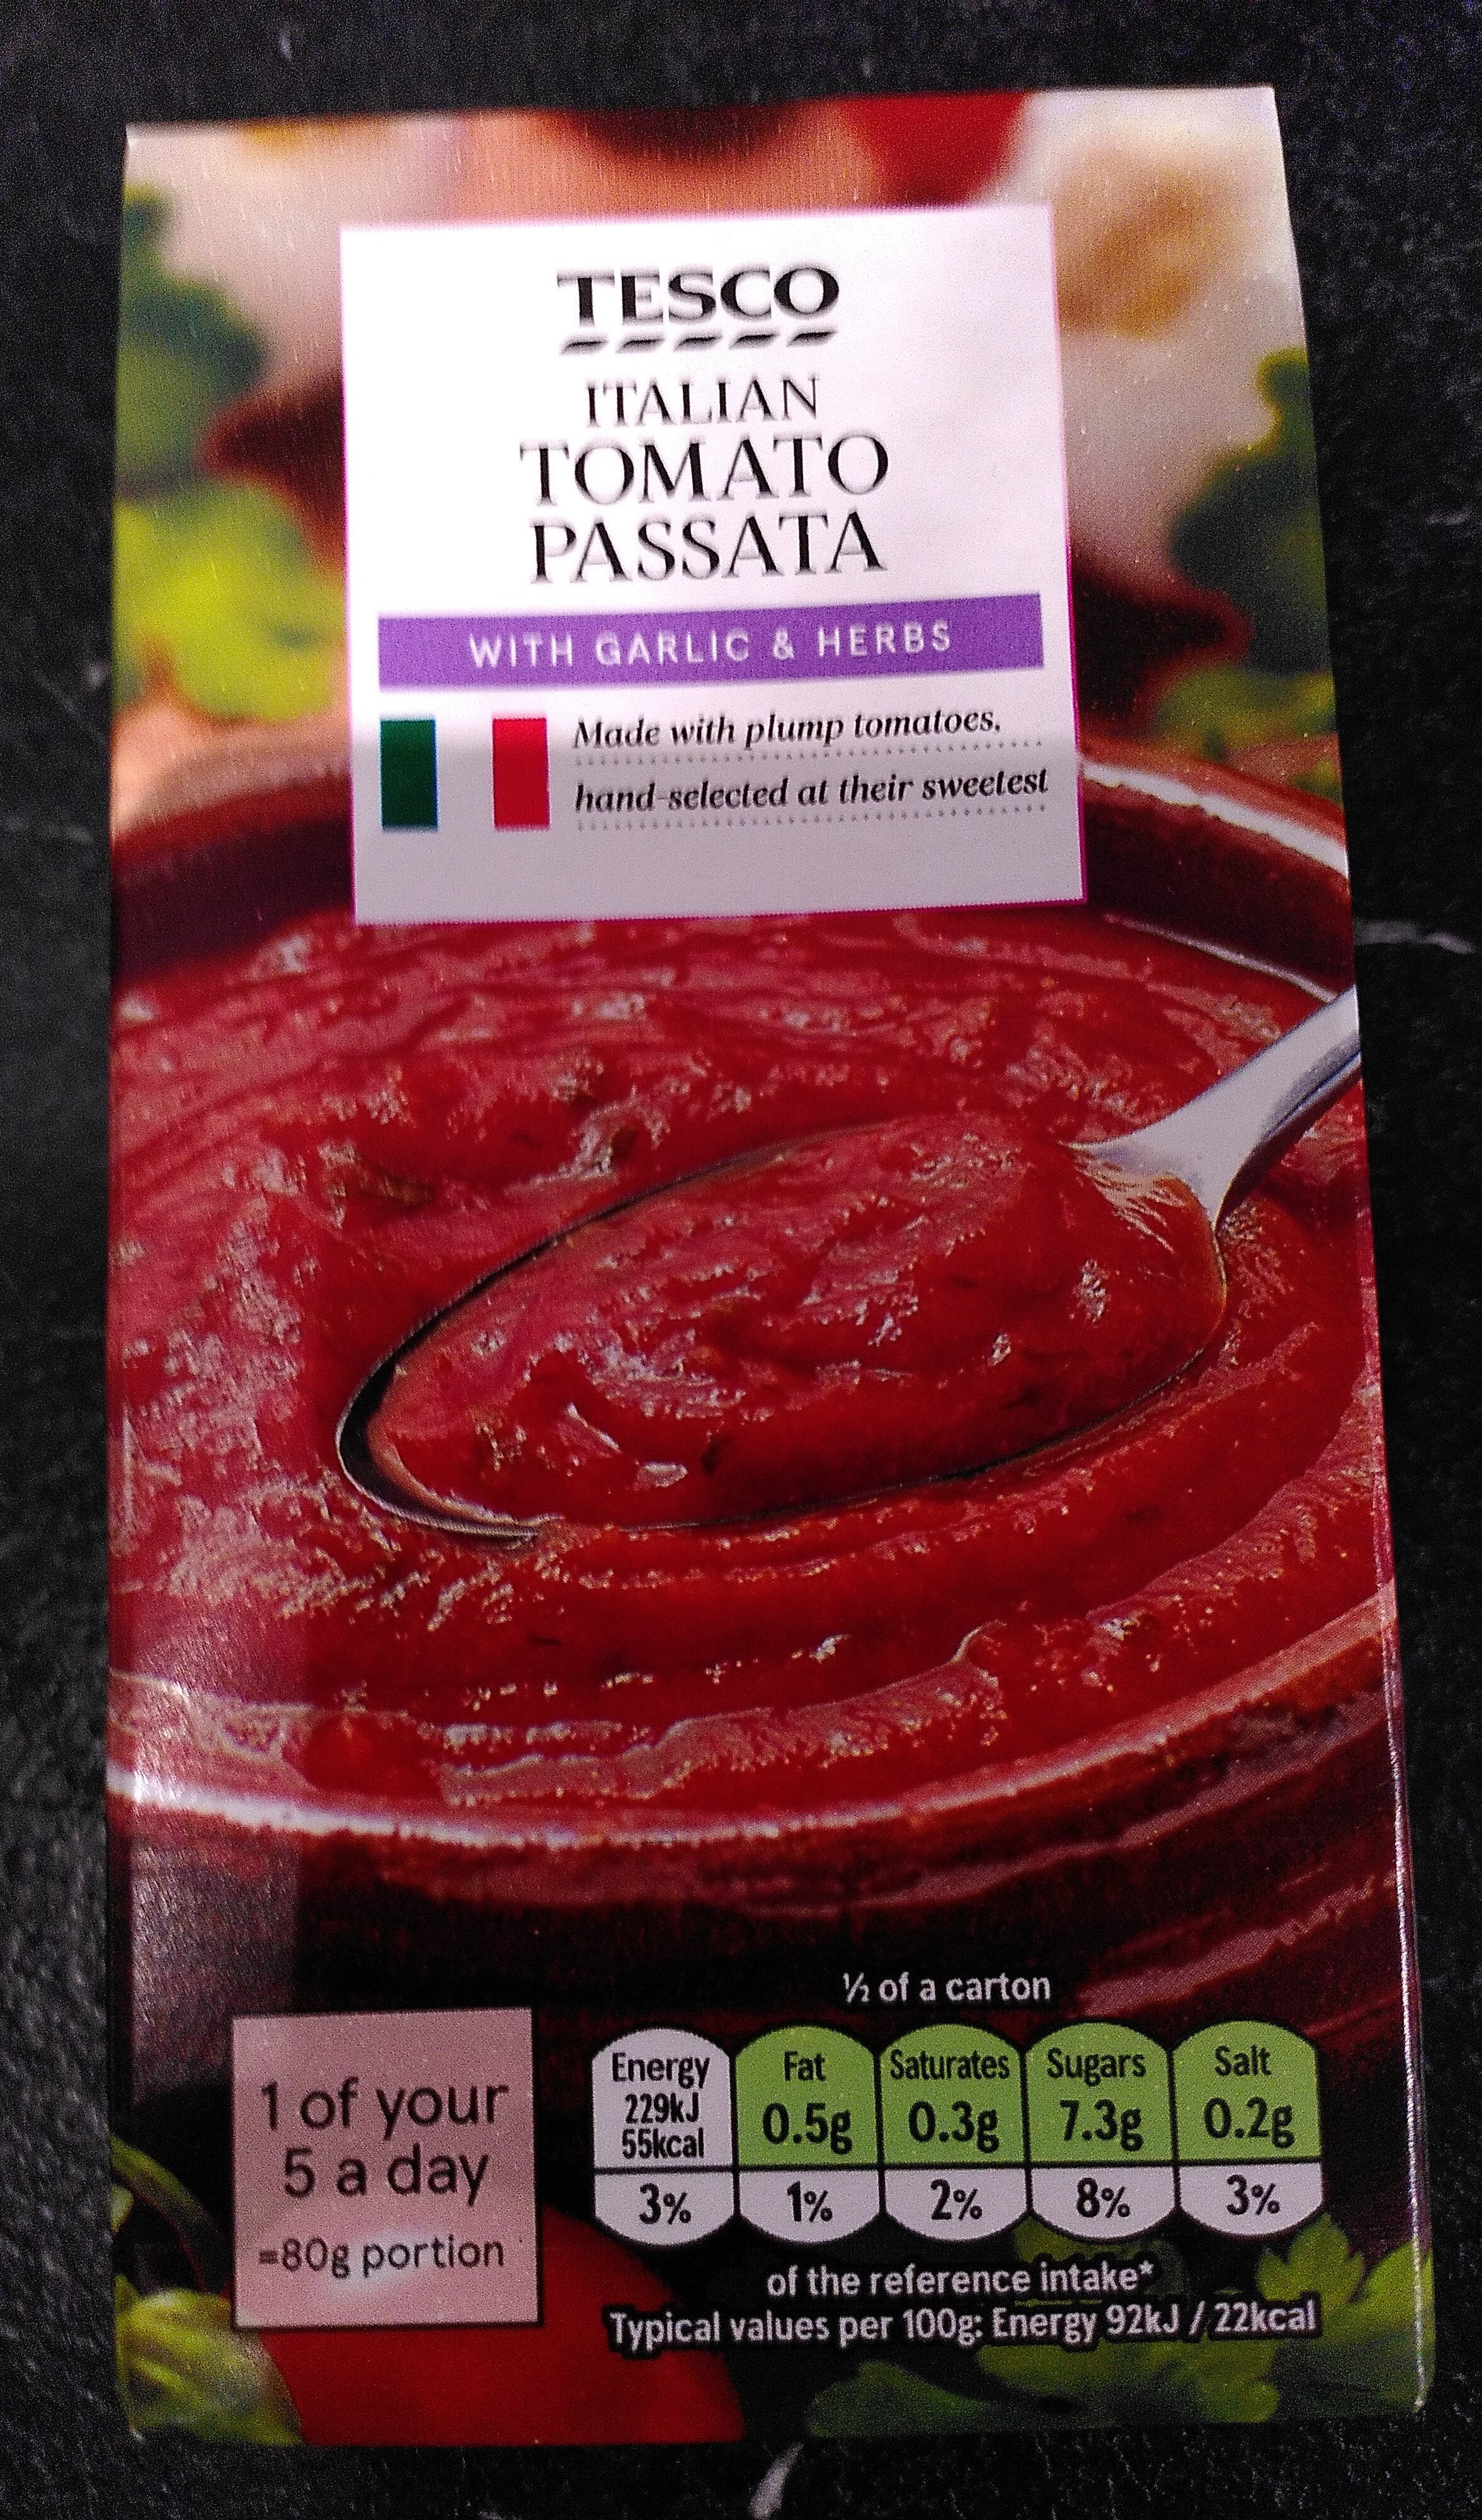 TESCO
ITALIAN
TOMATO
PASSATA
WITH GARLIC & HERBS
Made with plump tomatoes,
hand-selected at their sweetest
1 of your
5 a day
=80g portion
½ of a carton
Energy
229kJ
55kcal
3%
Fat
0.5g
1%
Saturates
0.3g
2%
Sugars
7.3g
8%
Salt
0.2g
3%
of the reference intake*
Typical values per 100g: Energy 92kJ / 22kcal